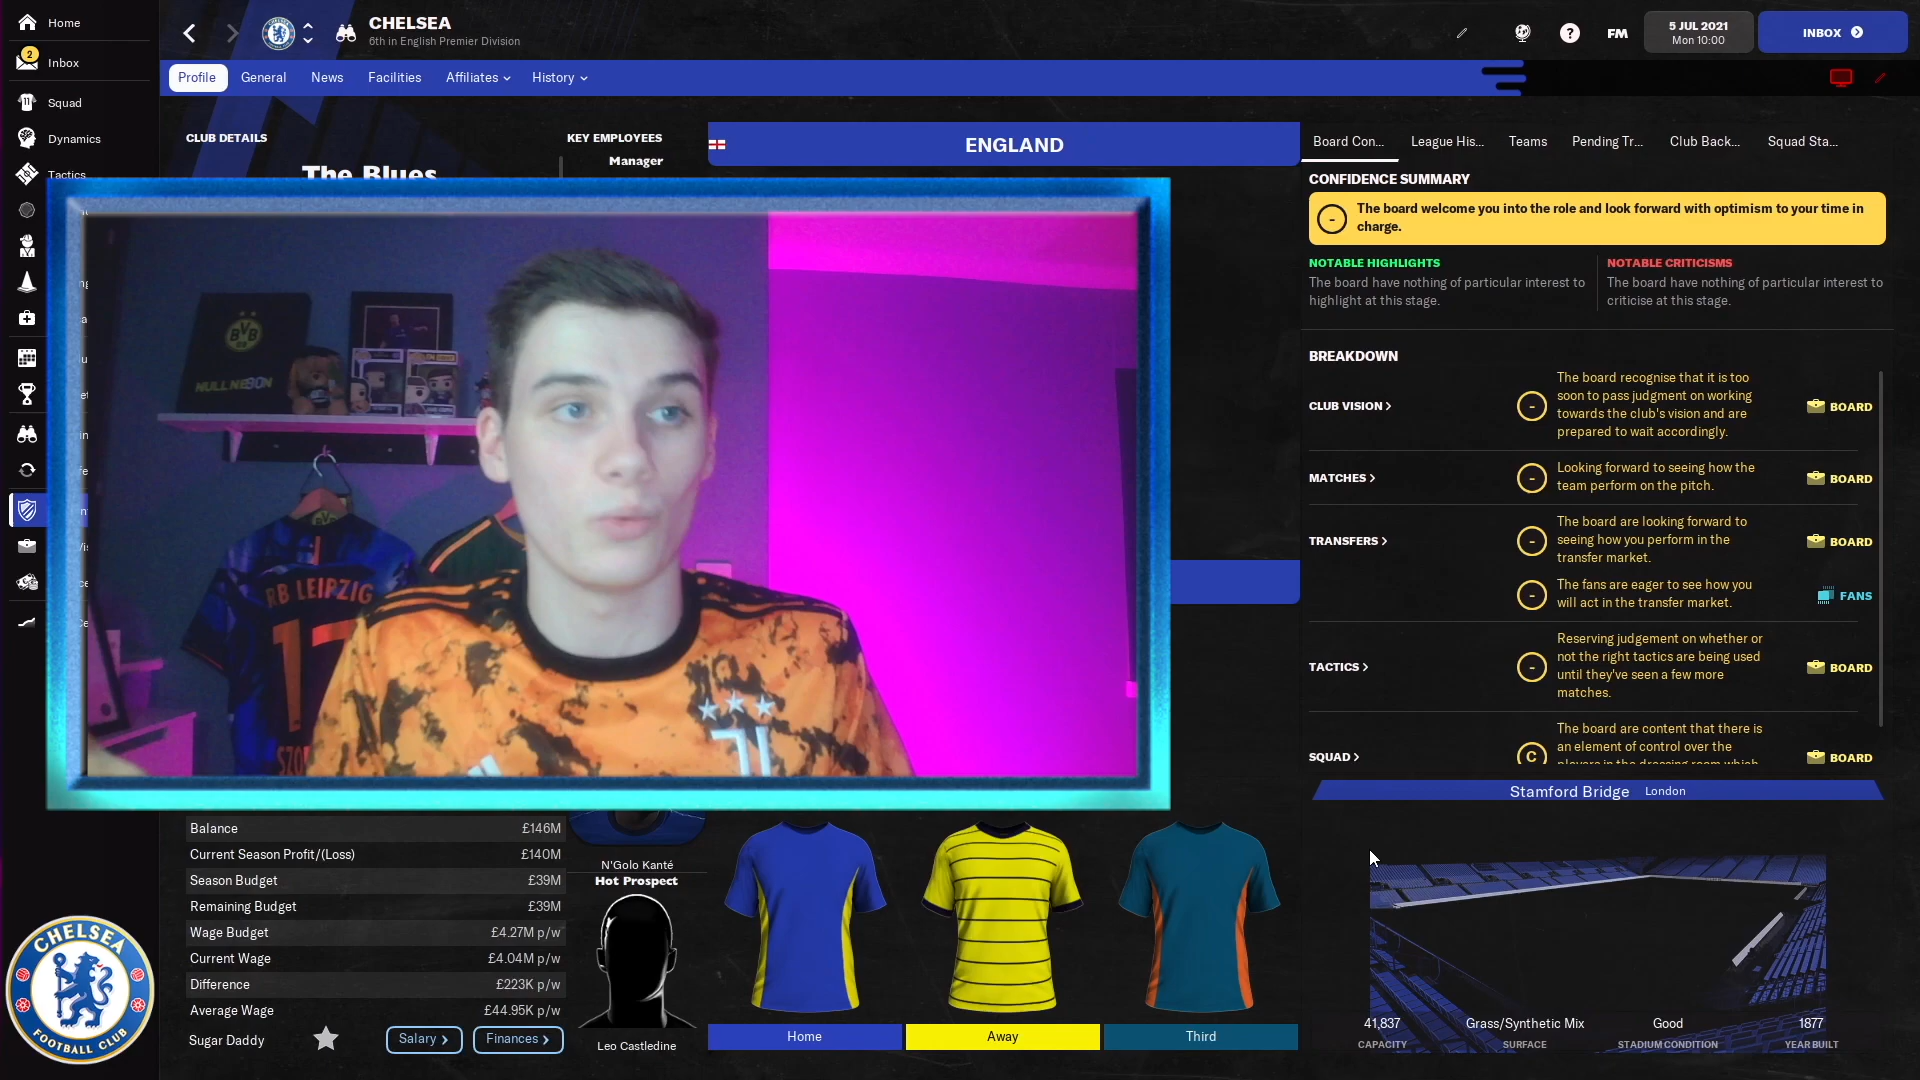 Home
CHELSEA
6th in English Premier Division
5 JUL 2021
Mon 10:00
INBOX
FM
2
Inbox
Profile
General
News
Facilities
Affiliates
History
Squad
Dynamics
Tactics
CLUB DETAILS
The Blues
KEY EMPLOYEES
Manager
ENGLAND
Board Con...
League His...
Teams
Pending Tr...
Club Back...
Squad Sta...
CONFIDENCE SUMMARY
The board welcome you into the role and look forward with optimism to your time in
charge.
NOTABLE HIGHLIGHTS
The board have nothing of particular interest to
highlight at this stage.
NOTABLE CRITICISMS
The board have nothing of particular interest to
criticise at this stage.
BREAKDOWN
CLUB VISION
The board recognise that it is too
soon to pass judgment on working
towards the club's vision and are
prepared to wait accordingly.
BOARD
MATCHES
Looking forward to seeing how the
team perform on the pitch.
BOARD
TRANSFERS
The board are looking forward to
seeing how you perform in the
transfer market.
BOARD
The fans are eager to see how you
will act in the transfer market.
FANS
TACTICS
Reserving judgement on whether or
not the right tactics are being used
until they've seen a few more
matches.
BOARD
SQUAD
C
The board are content that there is
an element of control over the
players in the dressing room which
BOARD
BVB
09
RB LEIPZIG
Stamford Bridge London
41,837
CAPACITY
Grass/Synthetic Mix
SURFACE
Good
STADIUM CONDITION
1877
YEAR BUILT
Balance £146M
Current Season Profit/(Loss) £140M
Season Budget £39M
Remaining Budget £39M
Wage Budget £4.27M p/w
Current Wage £4.04M p/w
Difference £223K p/w
Average Wage £44.95K p/w
Sugar Daddy
Salary
Finances
N'Golo Kanté
Hot Prospect
Leo Castledine
Home
Away
Third
CHELSEA
FOOTBALL CLUB